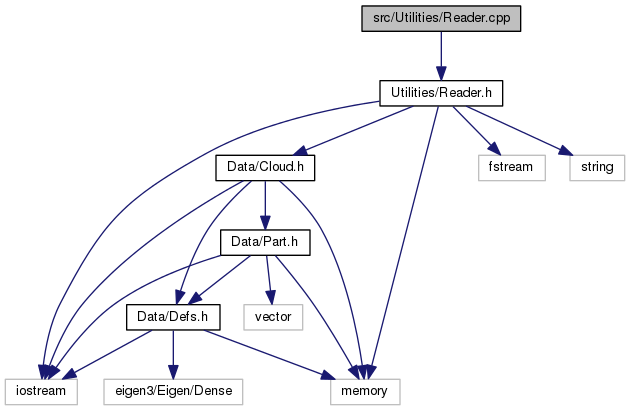 src/Utilities/Reader.cpp
Utilities/Reader.h
Data/Cloud.h
fstream
string
Data/Part.h
Data/Defs.h
vector
iostream
eigen3/Eigen/Dense
memory